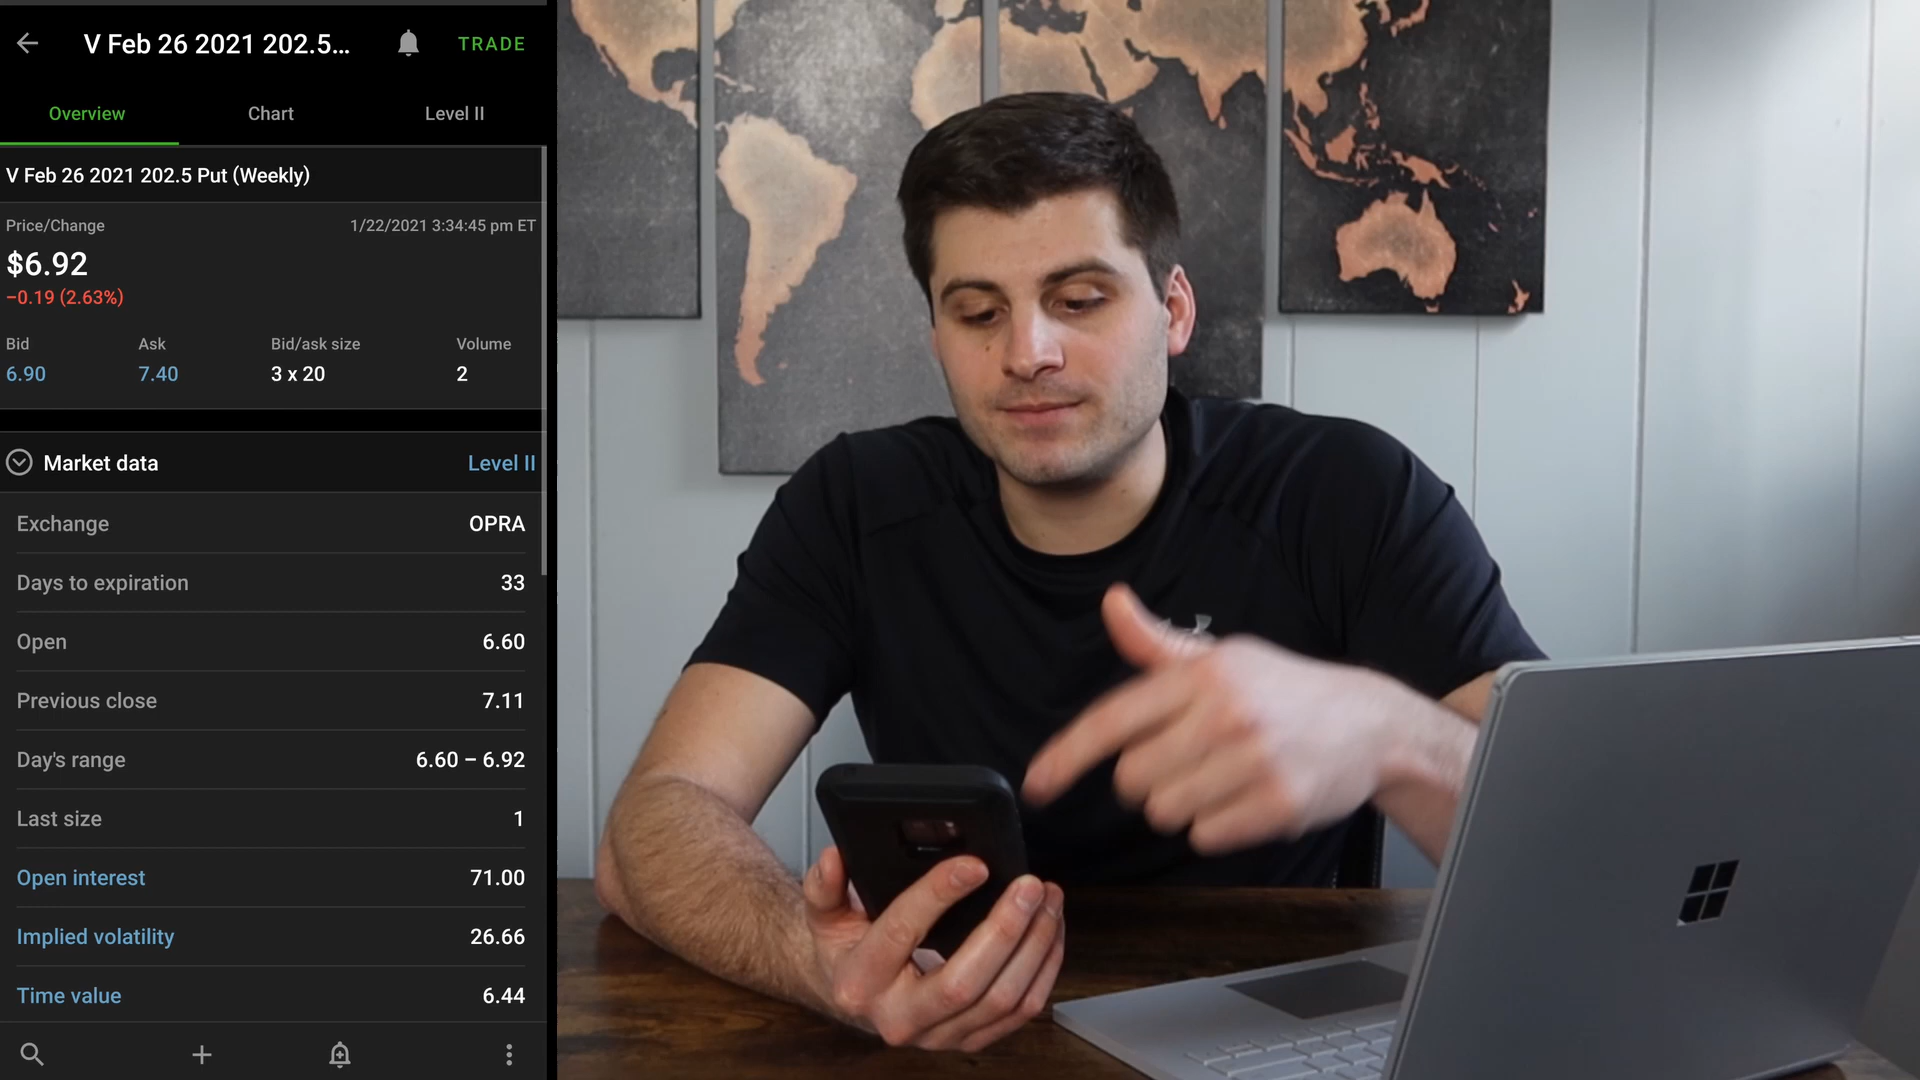 V Feb 26 2021 202.5...
TRADE
Overview
Chart
Level II
V Feb 26 2021 202.5 Put (Weekly)
Price/Change
1/22/2021 3:34:45 pm ET
$6.92
−0.19 (2.63%)
Bid
Ask
Bid/ask size
Volume
6.90
7.40
3 x 20
2
Market data
Level II
Exchange
OPRA
Days to expiration
33
Open
6.60
Previous close
7.11
Day's range
6.60 – 6.92
Last size
1
Open interest
71.00
Implied volatility
26.66
Time value
6.44